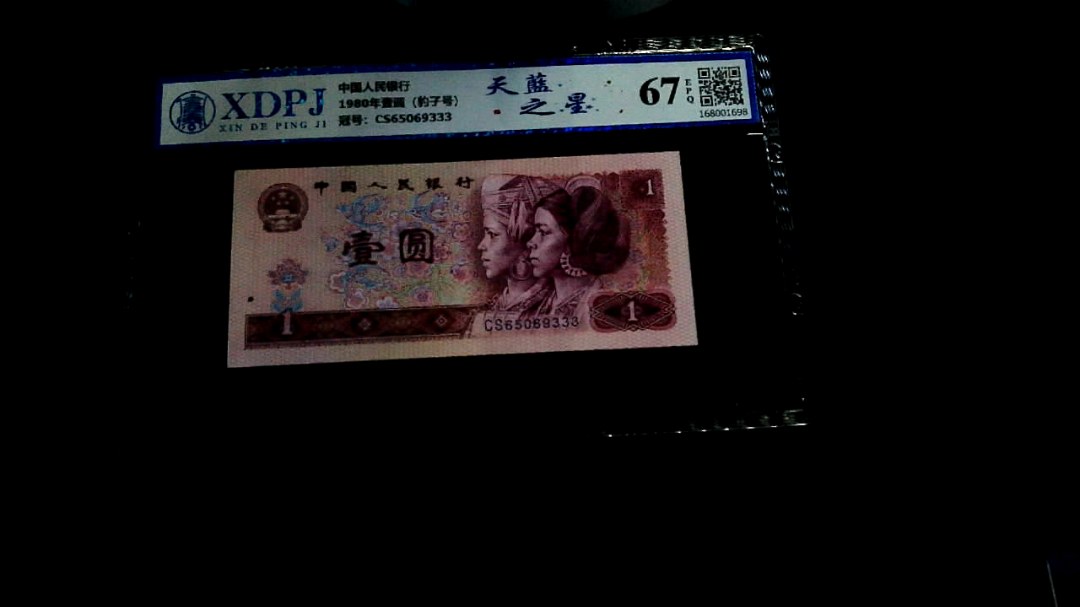 XDPJ
XIN DE PING JI
中国人民银行
1980年壹圆（豹子号）
冠号：CS65069333
天藍
之星
67
EPQ
168001698
中国人民银行
1
壹圆
1
CS65069333
1